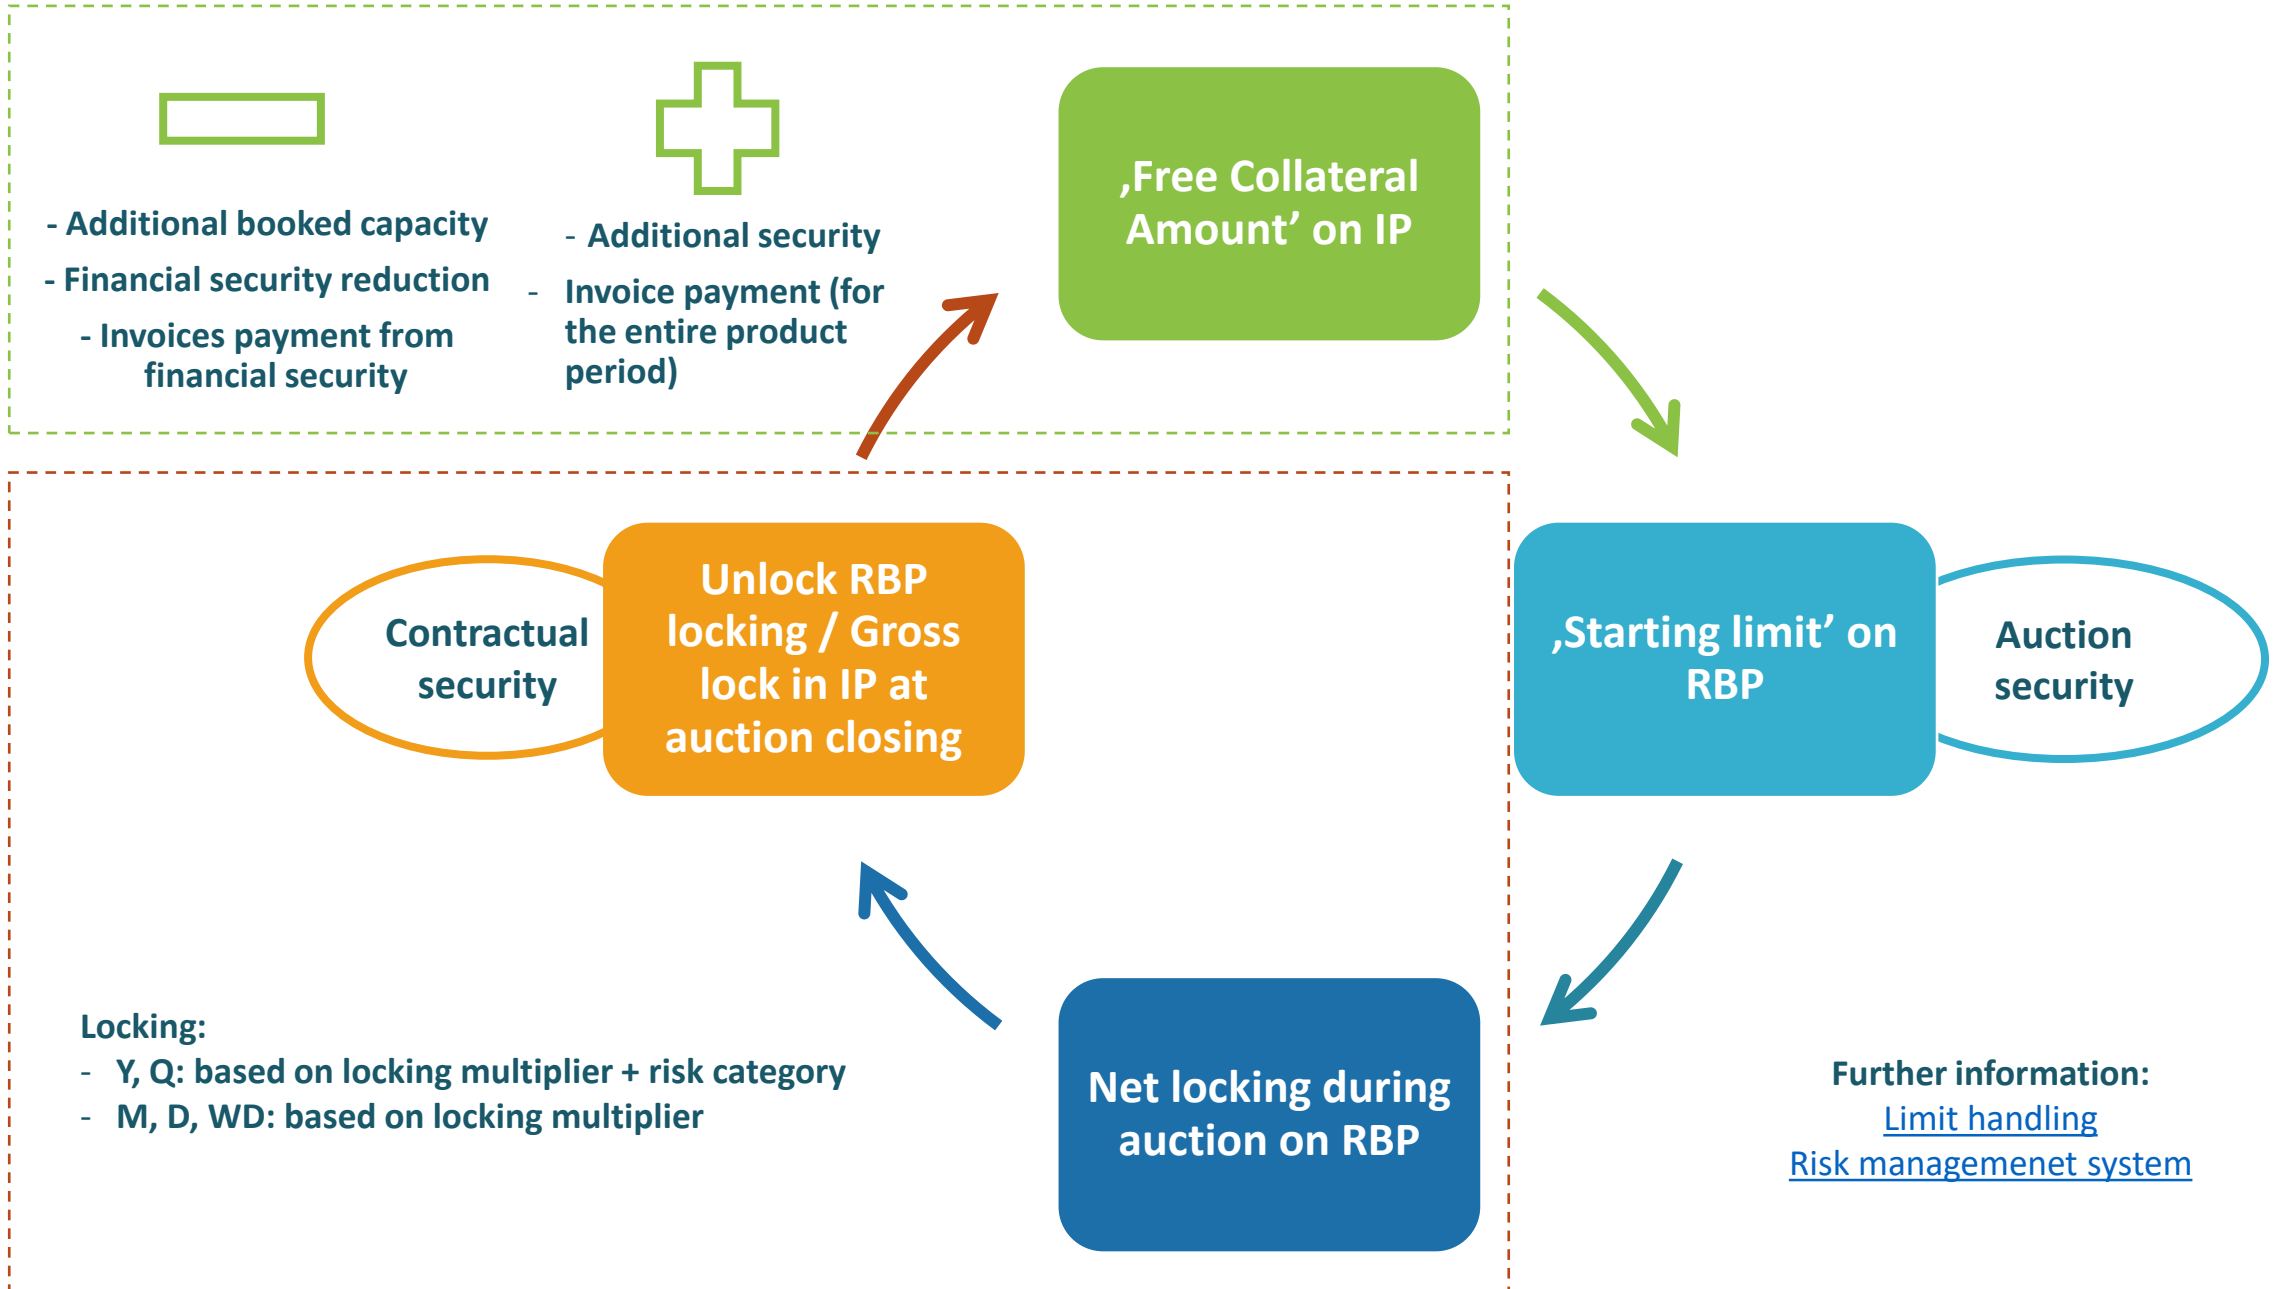 - Additional booked capacity
- Financial security reduction
- Invoices payment from
financial security
- Additional security
- Invoice payment (for
the entire product
period)
‚Free Collateral
Amount’ on IP
Contractual
security
Unlock RBP
locking / Gross
lock in IP at
auction closing
‚Starting limit’ on
RBP
Auction
security
Locking:
- Y, Q: based on locking multiplier + risk category
- M, D, WD: based on locking multiplier
Net locking during
auction on RBP
Further information:
Limit handling
Risk managemenet system